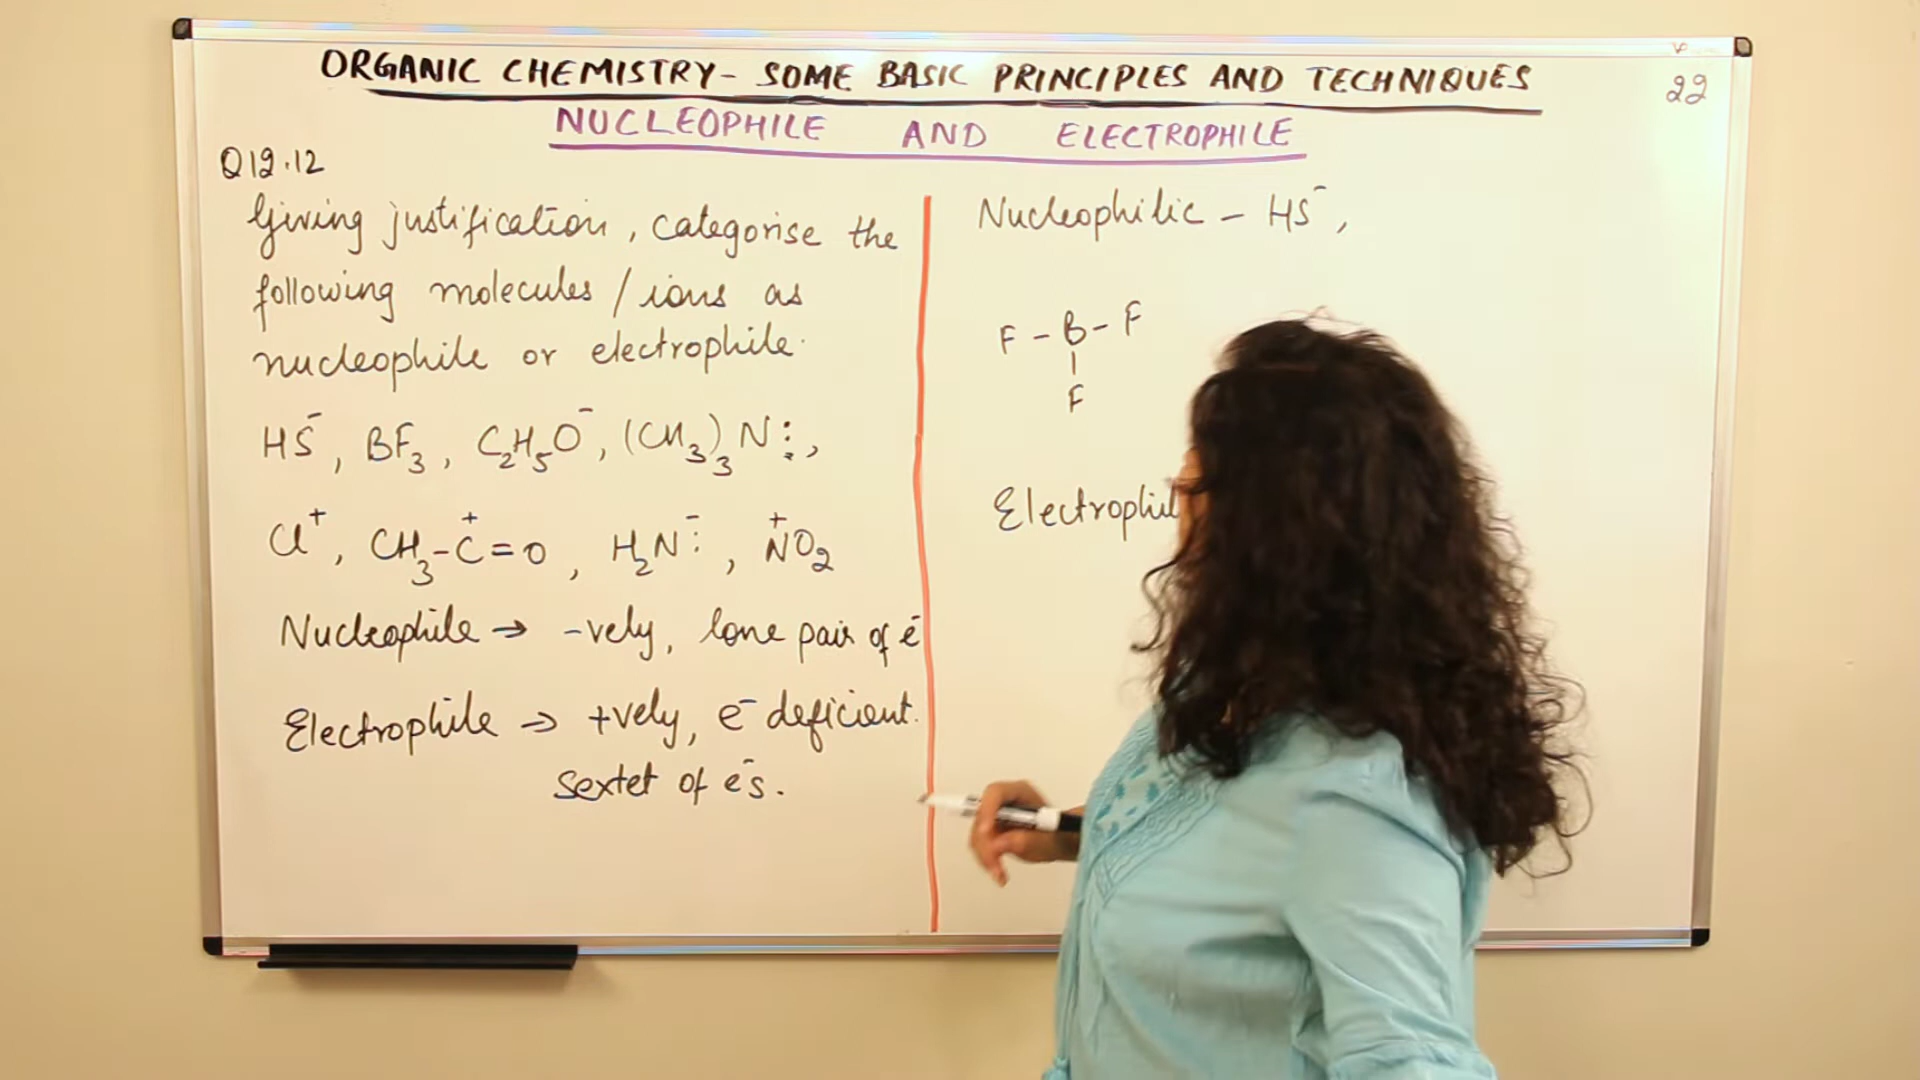 ORGANIC CHEMISTRY- SOME BASIC PRINCIPLES AND TECHNIQUES
22
NUCLEOPHILE AND ELECTROPHILE
Q12.12
Giving justification, categorise the
following molecules / ions as
nucleophile or electrophile.
HS⁻, BF₃, C₂H₅O⁻, (CH₃)₃N:,
Cl⁺, CH₃-C⁺=O, H₂N⁻:, N⁺O₂
Nucleophile → -vely, lone pair of e⁻
Electrophile → +vely, e⁻ deficient.
sextet of e⁻s.
Nucleophilic - HS⁻,
F - B - F
|
F
Electrophil